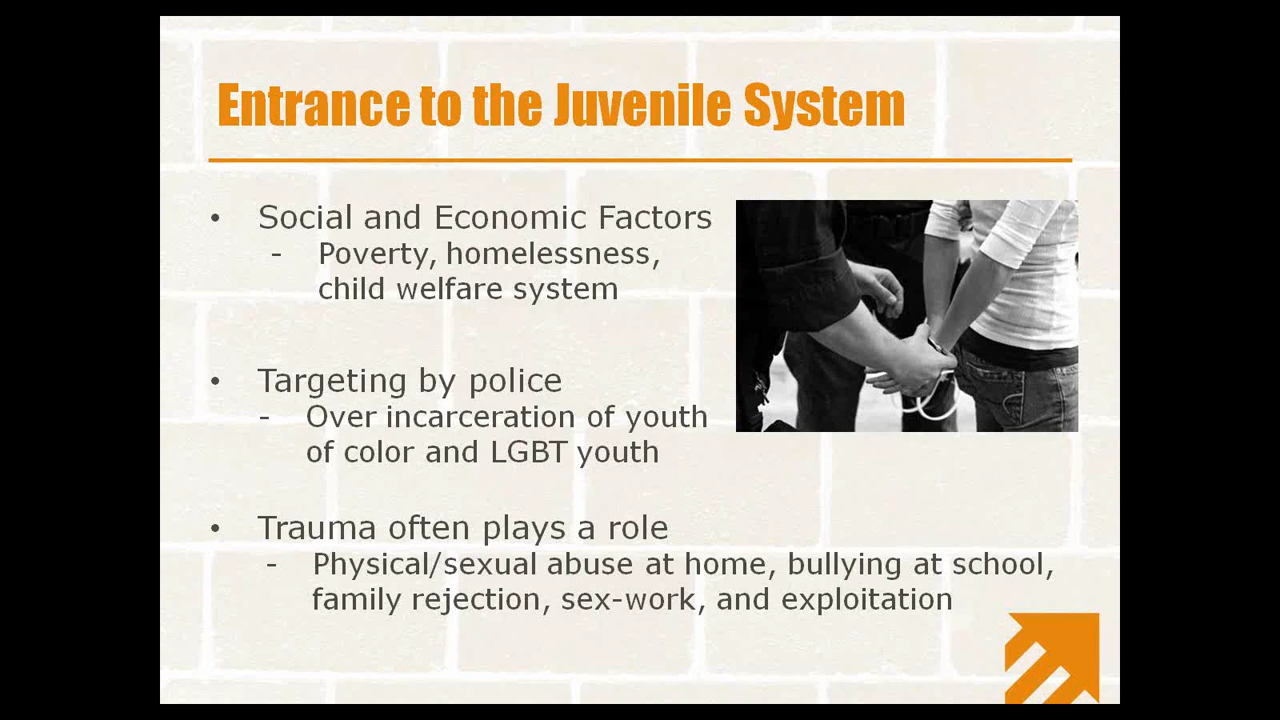 Entrance to the Juvenile System
• Social and Economic Factors
- Poverty, homelessness,
child welfare system
• Targeting by police
- Over incarceration of youth
of color and LGBT youth
• Trauma often plays a role
- Physical/sexual abuse at home, bullying at school,
family rejection, sex-work, and exploitation